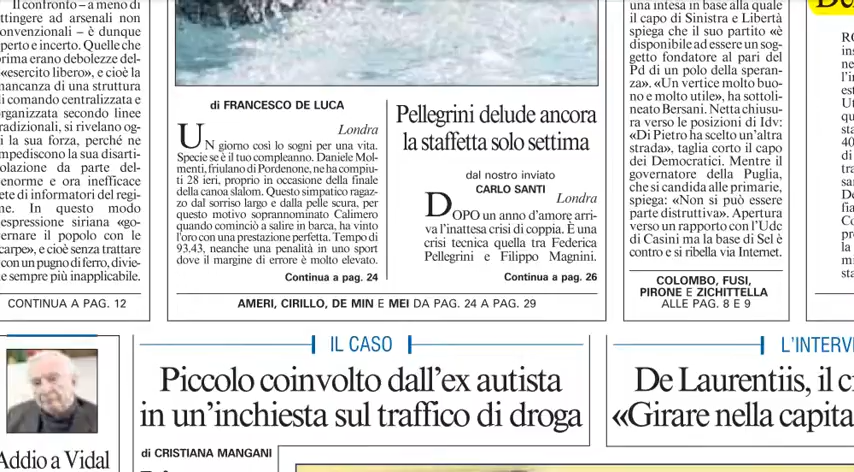 Il confronto – a meno di
attingere ad arsenali non
convenzionali – è dunque
aperto e incerto. Quelle che
prima erano debolezze del-
l'«esercito libero», e cioè la
mancanza di una struttura
di comando centralizzata e
organizzata secondo linee
tradizionali, si rivelano og-
gi la sua forza, perché ne
impediscono la sua disarti-
colazione da parte del-
l'enorme e ora inefficace
rete di informatori del regi-
me. In questo modo
l'espressione siriana «go-
vernare il popolo con le
scarpe», e cioè senza trattare
con un pugno di ferro, divie-
ne sempre più inapplicabile.
CONTINUA A PAG. 12
di FRANCESCO DE LUCA
Londra
UN giorno così lo sogni per una vita.
Specie se è il tuo compleanno. Daniele Mol-
menti, friulano di Pordenone, ne ha compiu-
ti 28 ieri, proprio in occasione della finale
della canoa slalom. Questo simpatico ragaz-
zo dal sorriso largo e dalla pelle scura, per
questo motivo soprannominato Calimero
quando cominciò a salire in barca, ha vinto
l'oro con una prestazione perfetta. Tempo di
93.43, neanche una penalità in uno sport
dove il margine di errore è molto elevato.
Continua a pag. 24
Pellegrini delude ancora
la staffetta solo settima
dal nostro inviato
CARLO SANTI
Londra
DOPO un anno d'amore arri-
va l'inattesa crisi di coppia. È una
crisi tecnica quella tra Federica
Pellegrini e Filippo Magnini.
Continua a pag. 26
AMERI, CIRILLO, DE MIN E MEI DA PAG. 24 A PAG. 29
una intesa in base alla quale
il capo di Sinistra e Libertà
spiega che il suo partito «è
disponibile ad essere un sog-
getto fondatore al pari del
Pd di un polo della speran-
za». «Un vertice molto buo-
no e molto utile», ha sottoli-
neato Bersani. Netta chiusu-
ra verso le posizioni di Idv:
«Di Pietro ha scelto un'altra
strada», taglia corto il capo
dei Democratici. Mentre il
governatore della Puglia,
che si candida alle primarie,
spiega: «Non si può essere
parte distruttiva». Apertura
verso un rapporto con l'Udc
di Casini ma la base di Sel è
contro e si ribella via Internet.
COLOMBO, FUSI,
PIRONE E ZICHITTELLA
ALLE PAG. 8 E 9
IL CASO
Piccolo coinvolto dall'ex autista
in un'inchiesta sul traffico di droga
di CRISTIANA MANGANI
L'INTERV
De Laurentiis, il c
«Girare nella capita
Addio a Vidal